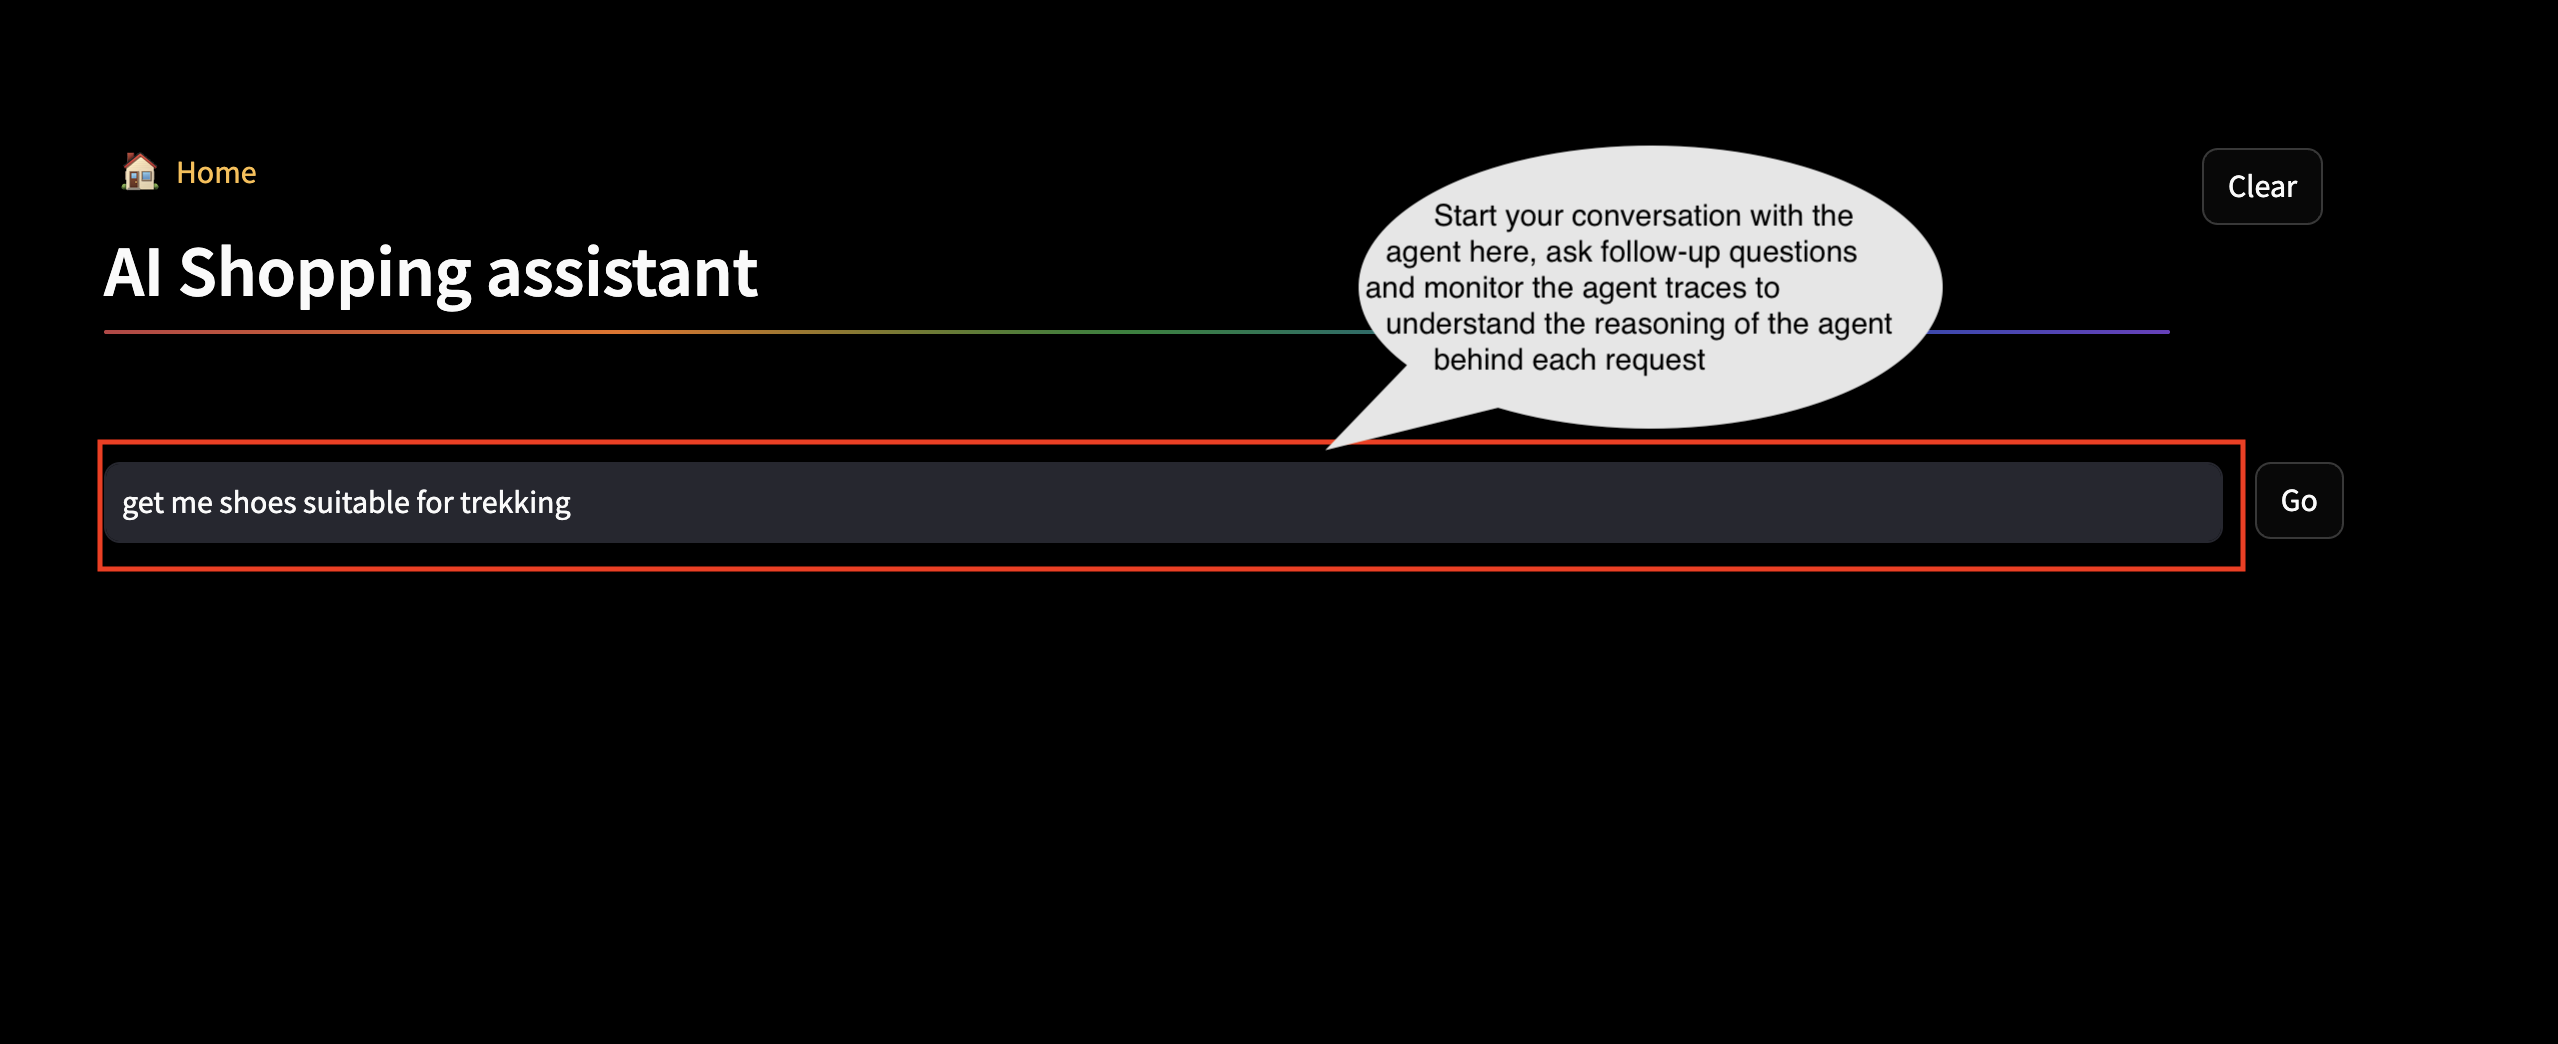 Home
Clear
AI Shopping assistant
Start your conversation with the
agent here, ask follow-up questions
and monitor the agent traces to
understand the reasoning of the agent
behind each request
get me shoes suitable for trekking
Go